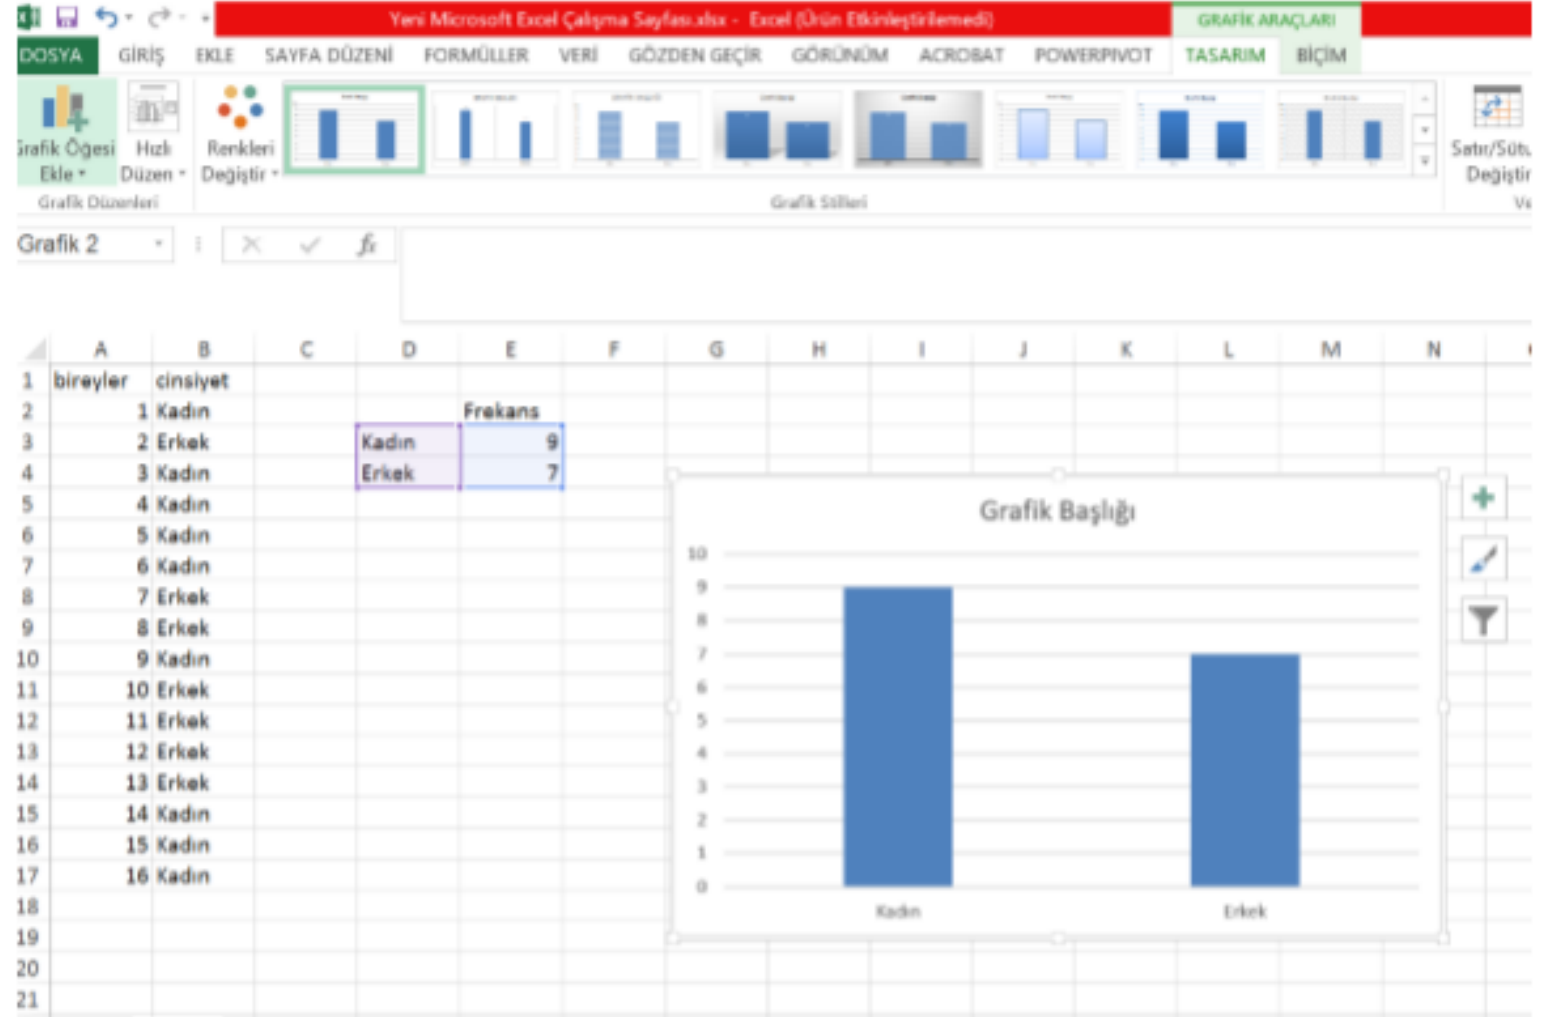 Yeni Microsoft Excel Çalışma Sayfası.xlsx - Excel (Ürün Etkinleştirilemedi)
GRAFİK ARAÇLARI
DOSYA GİRİŞ EKLE SAYFA DÜZENİ FORMÜLLER VERİ GÖZDEN GEÇİR GÖRÜNÜM ACROBAT POWERPIVOT TASARIM BİÇİM
Grafik Öğesi Ekle
Hızlı Düzen
Renkleri Değiştir
Satır/Sütu
Değiştir
Grafik Düzenleri
Grafik Stilleri
Ve
Grafik 2
fx
A B C D E F G H I J K L M N
1 bireyler cinsiyet
2 1 Kadın Frekans
3 2 Erkek Kadın 9
4 3 Kadın Erkek 7
5 4 Kadın
6 5 Kadın
7 6 Kadın
8 7 Erkek
9 8 Erkek
10 9 Kadın
11 10 Erkek
12 11 Erkek
13 12 Erkek
14 13 Erkek
15 14 Kadın
16 15 Kadın
17 16 Kadın
18
19
20
21
Grafik Başlığı
10
9
8
7
6
5
4
3
2
1
0
Kadın Erkek